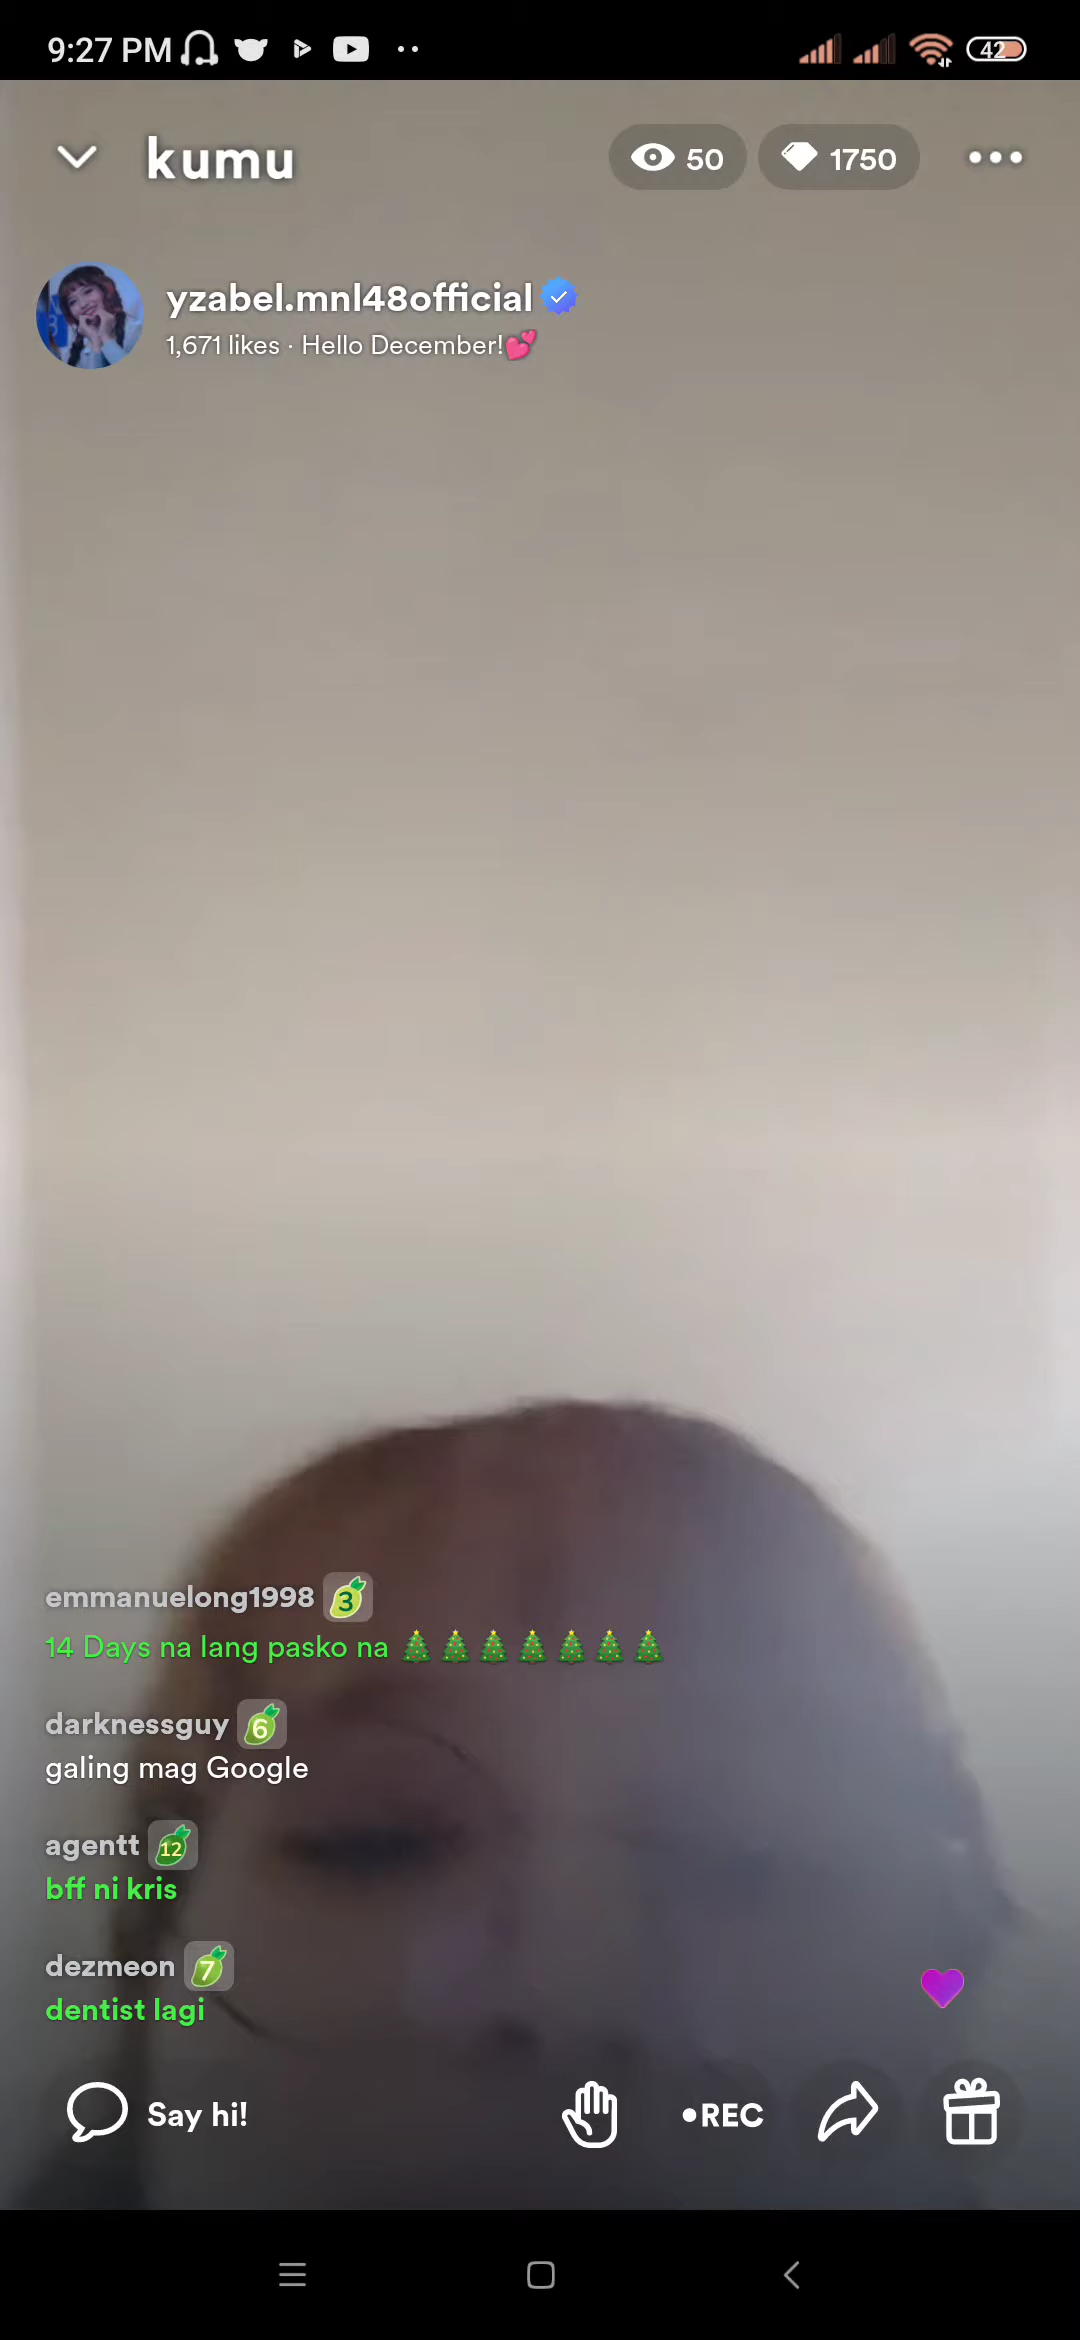 9:27 PM
42
kumu
50
1750
yzabel.mnl48official
1,671 likes · Hello December!💕
emmanuelong1998 3
14 Days na lang pasko na 🎄🎄🎄🎄🎄🎄🎄
darknessguy 6
galing mag Google
agentt 12
bff ni kris
dezmeon 7
dentist lagi
Say hi!
•REC